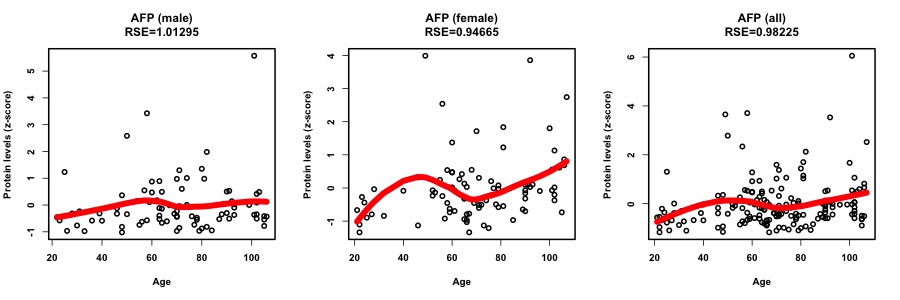 AFP (male)
RSE=1.01295
Protein levels (z-score)
5
4
3
2
1
0
-1
20 40 60 80 100
Age
AFP (female)
RSE=0.94665
Protein levels (z-score)
4
3
2
1
0
-1
20 40 60 80 100
Age
AFP (all)
RSE=0.98225
Protein levels (z-score)
6
4
2
0
20 40 60 80 100
Age